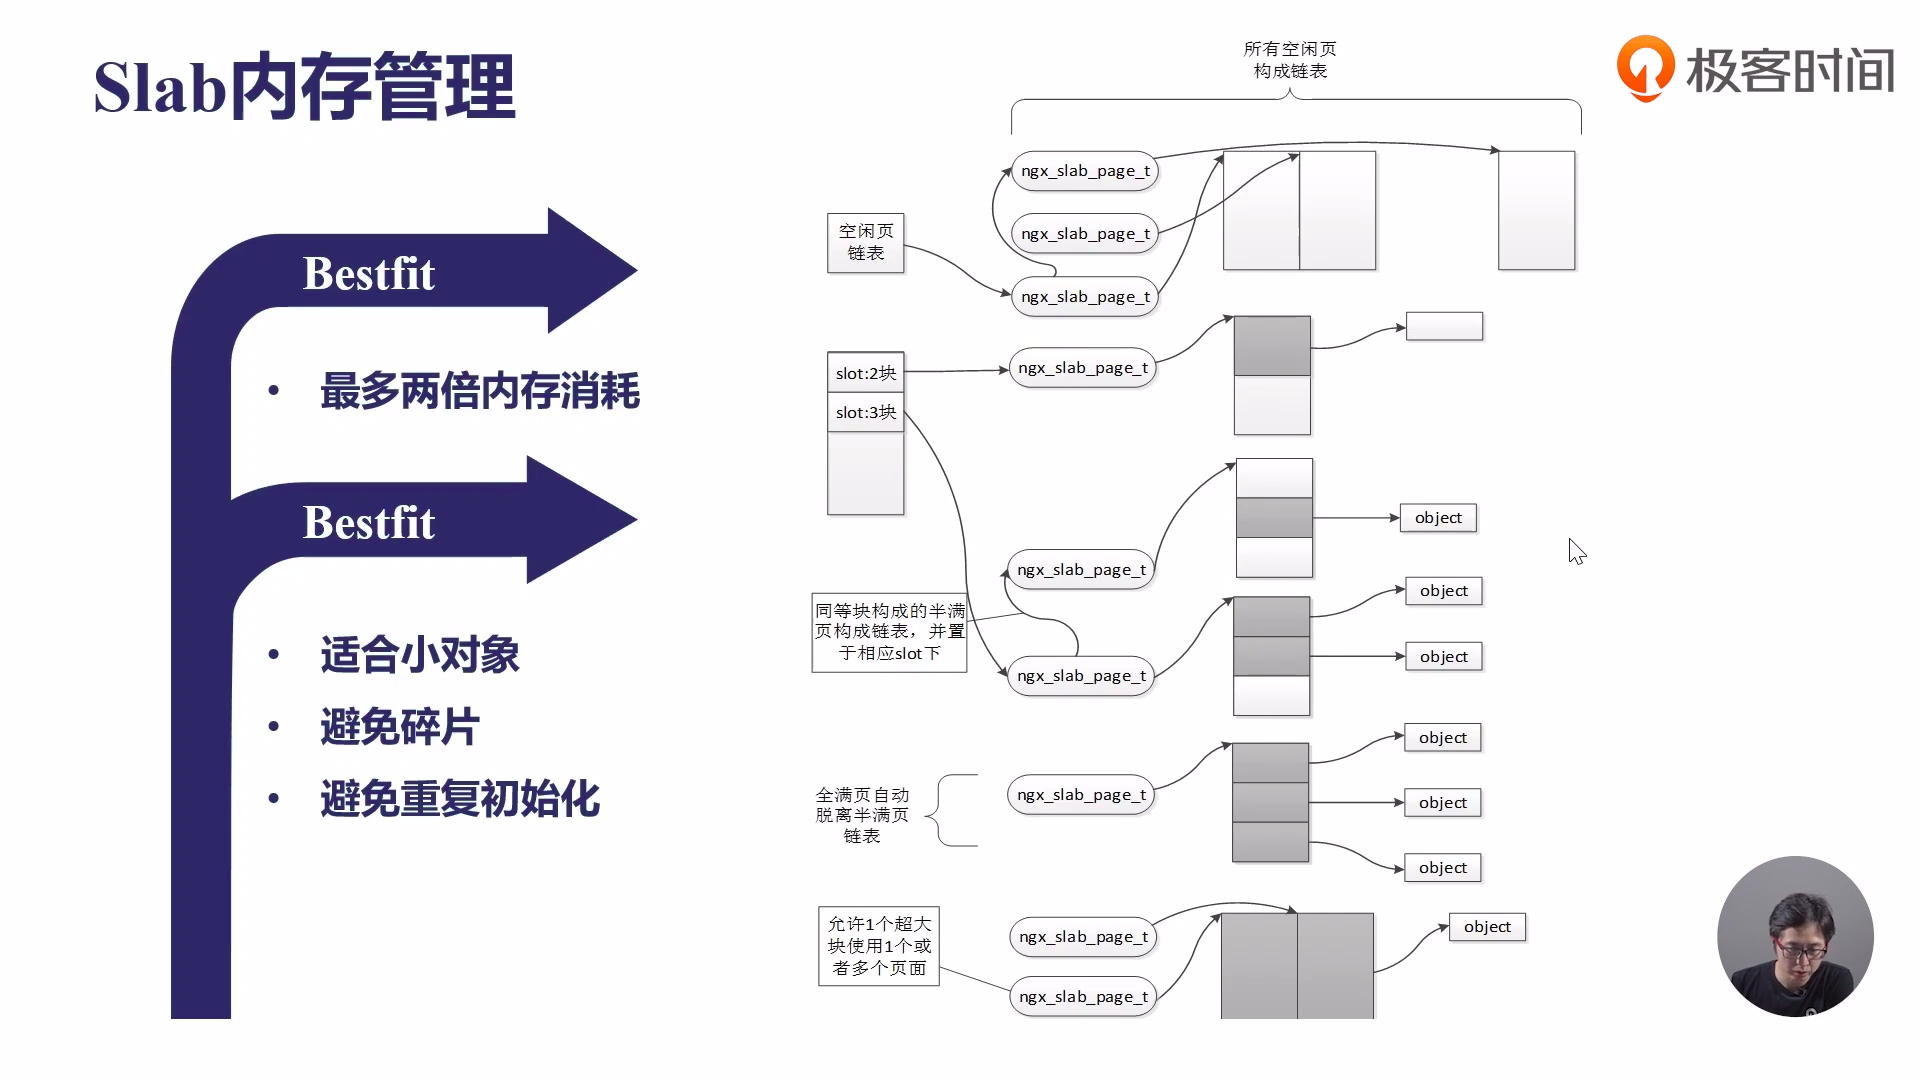 Slab内存管理
极客时间
Bestfit
最多两倍内存消耗
Bestfit
适合小对象
避免碎片
避免重复初始化
所有空闲页
构成链表
ngx_slab_page_t
ngx_slab_page_t
空闲页
链表
ngx_slab_page_t
slot:2块
ngx_slab_page_t
slot:3块
object
ngx_slab_page_t
object
同等块构成的半满
页构成链表，并置
于相应slot下
object
ngx_slab_page_t
object
全满页自动
脱离半满页
链表
ngx_slab_page_t
object
object
允许1个超大
块使用1个或
者多个页面
ngx_slab_page_t
object
ngx_slab_page_t